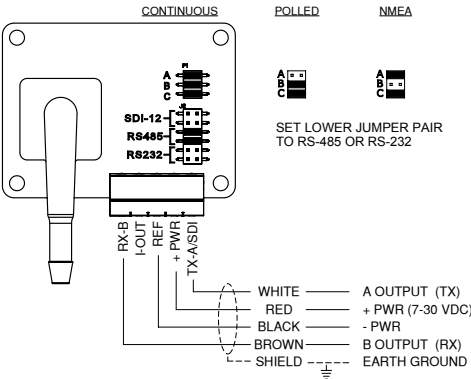 CONTINUOUS POLLED NMEA
P1
A
B
C
A
B
C
A
B
C
J2
SDI-12
RS485
RS232
SET LOWER JUMPER PAIR
TO RS-485 OR RS-232
RX-B
I-OUT
REF
+ PWR
TX-A/SDI
WHITE A OUTPUT (TX)
RED + PWR (7-30 VDC)
BLACK - PWR
BROWN B OUTPUT (RX)
SHIELD EARTH GROUND